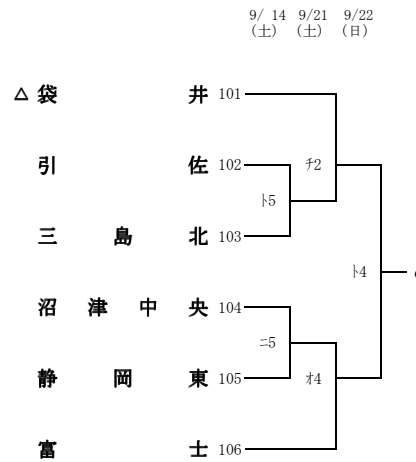 9/ 14 9/21 9/22
(土) (土) (日)
△ 袋井 101
引佐 102
ﾁ2
ﾄ5
三島北 103
ﾄ4
沼津中央 104
ﾆ5
静岡東 105
ｵ4
富士 106